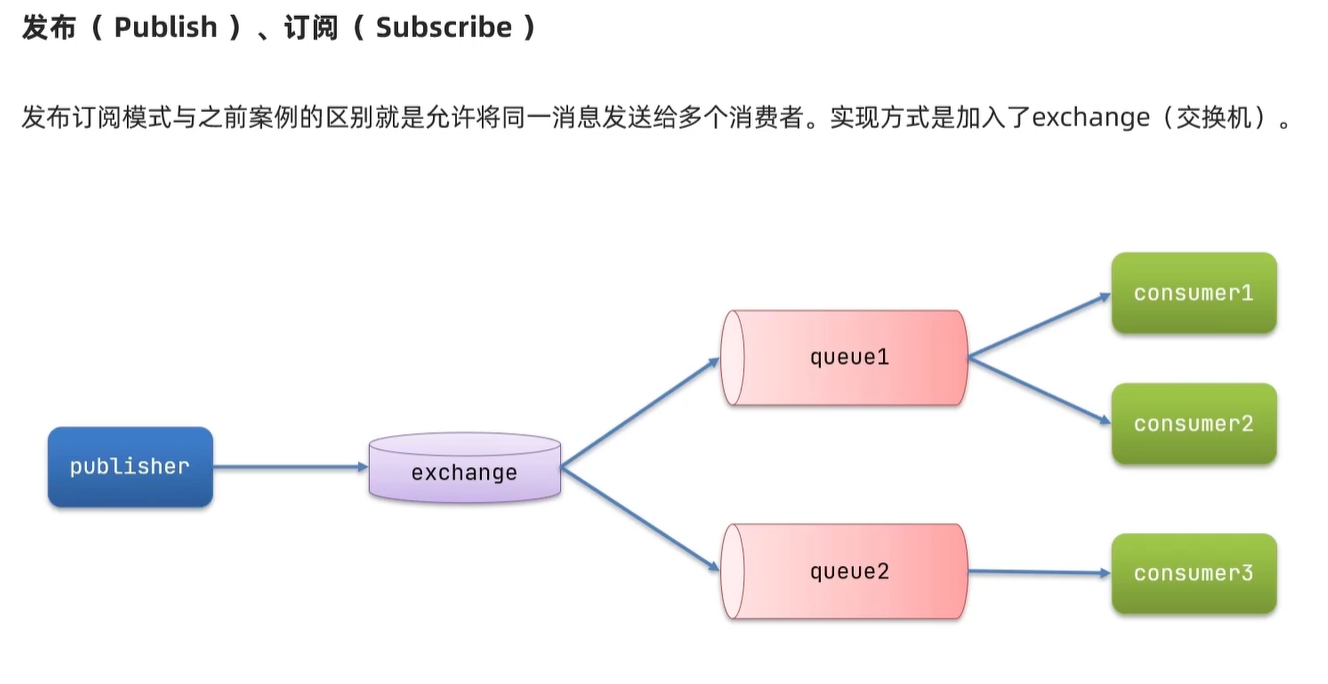 发布（ Publish ）、订阅（ Subscribe ）
发布订阅模式与之前案例的区别就是允许将同一消息发送给多个消费者。实现方式是加入了exchange（交换机）。
consumer1
queue1
consumer2
publisher
exchange
queue2
consumer3